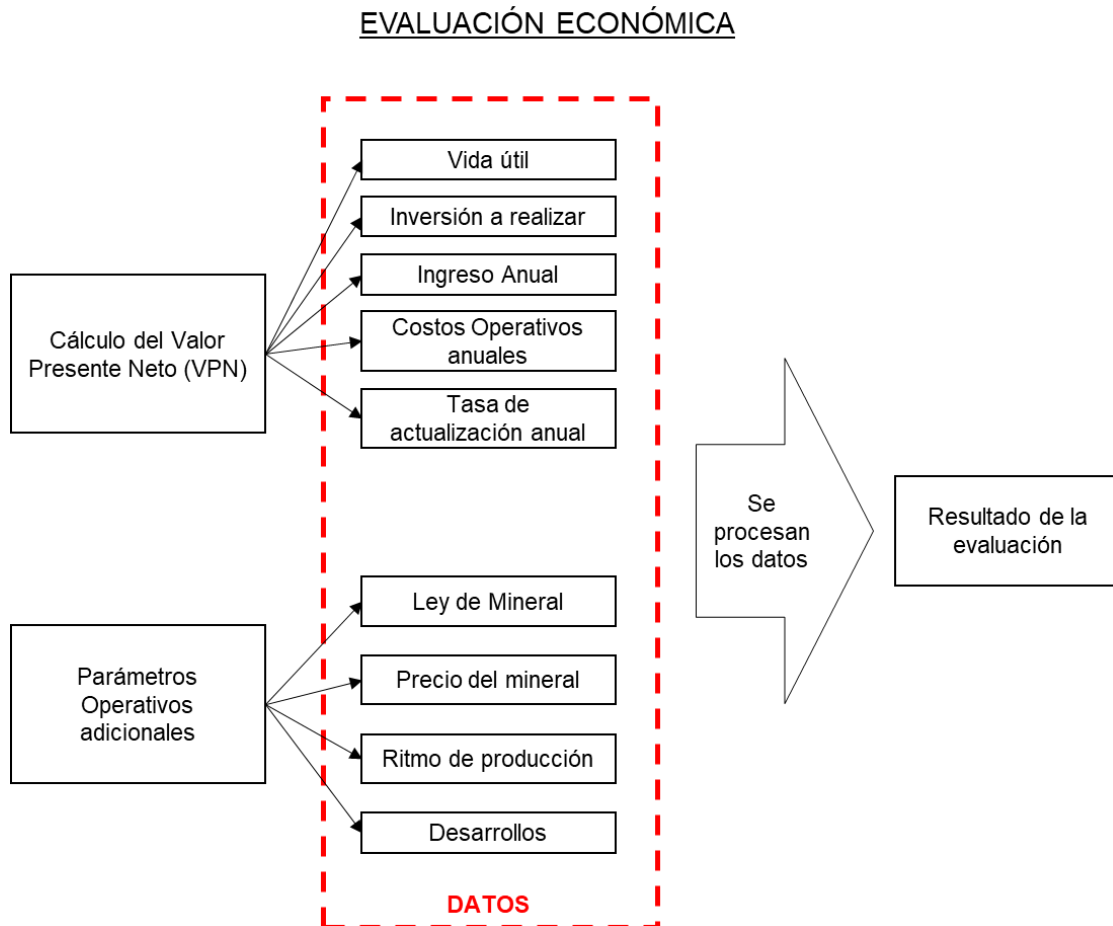 EVALUACIÓN ECONÓMICA
Vida útil
Inversión a realizar
Ingreso Anual
Costos Operativos
anuales
Tasa de
actualización anual
Cálculo del Valor
Presente Neto (VPN)
Se
procesan
los datos
Resultado de la
evaluación
Ley de Mineral
Precio del mineral
Ritmo de producción
Desarrollos
Parámetros
Operativos
adicionales
DATOS